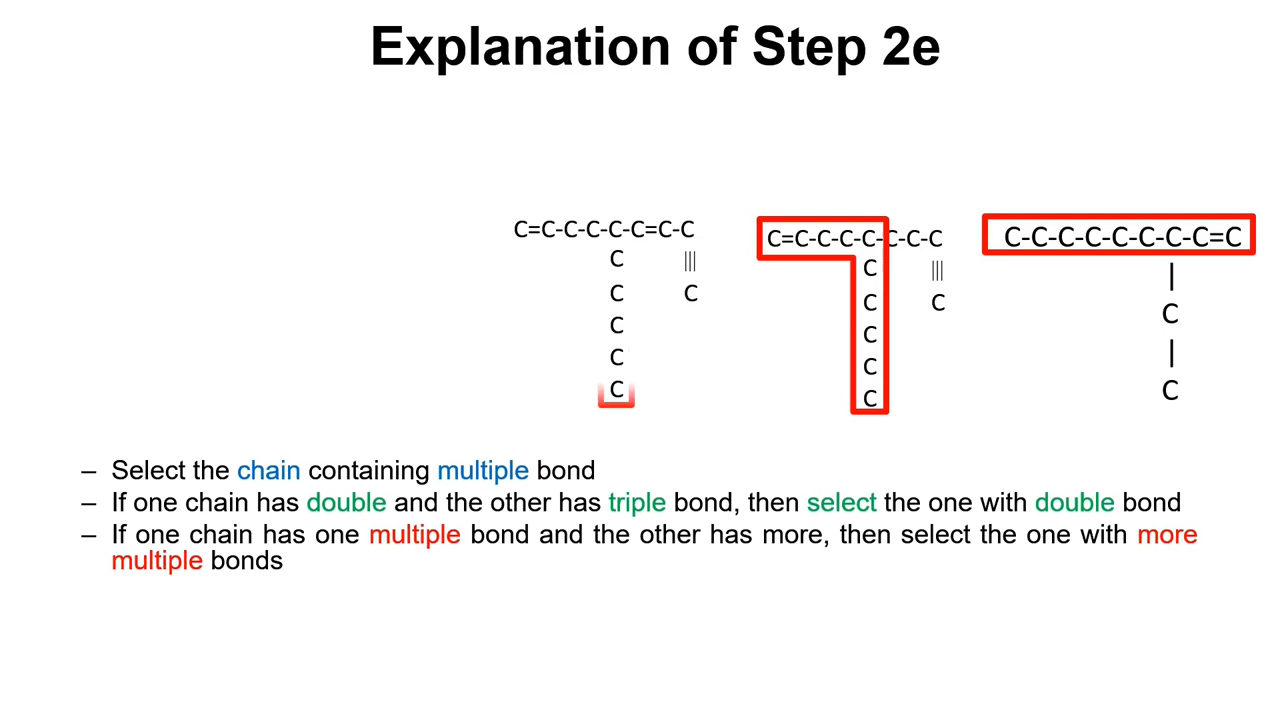 Explanation of Step 2e
C=C-C-C-C-C=C-C
C
C
C
C
C
|||
C
C=C-C-C-C-C-C-C
C
C
C
C
C
|||
C
C-C-C-C-C-C-C-C=C
|
C
|
C
– Select the chain containing multiple bond
– If one chain has double and the other has triple bond, then select the one with double bond
– If one chain has one multiple bond and the other has more, then select the one with more
multiple bonds